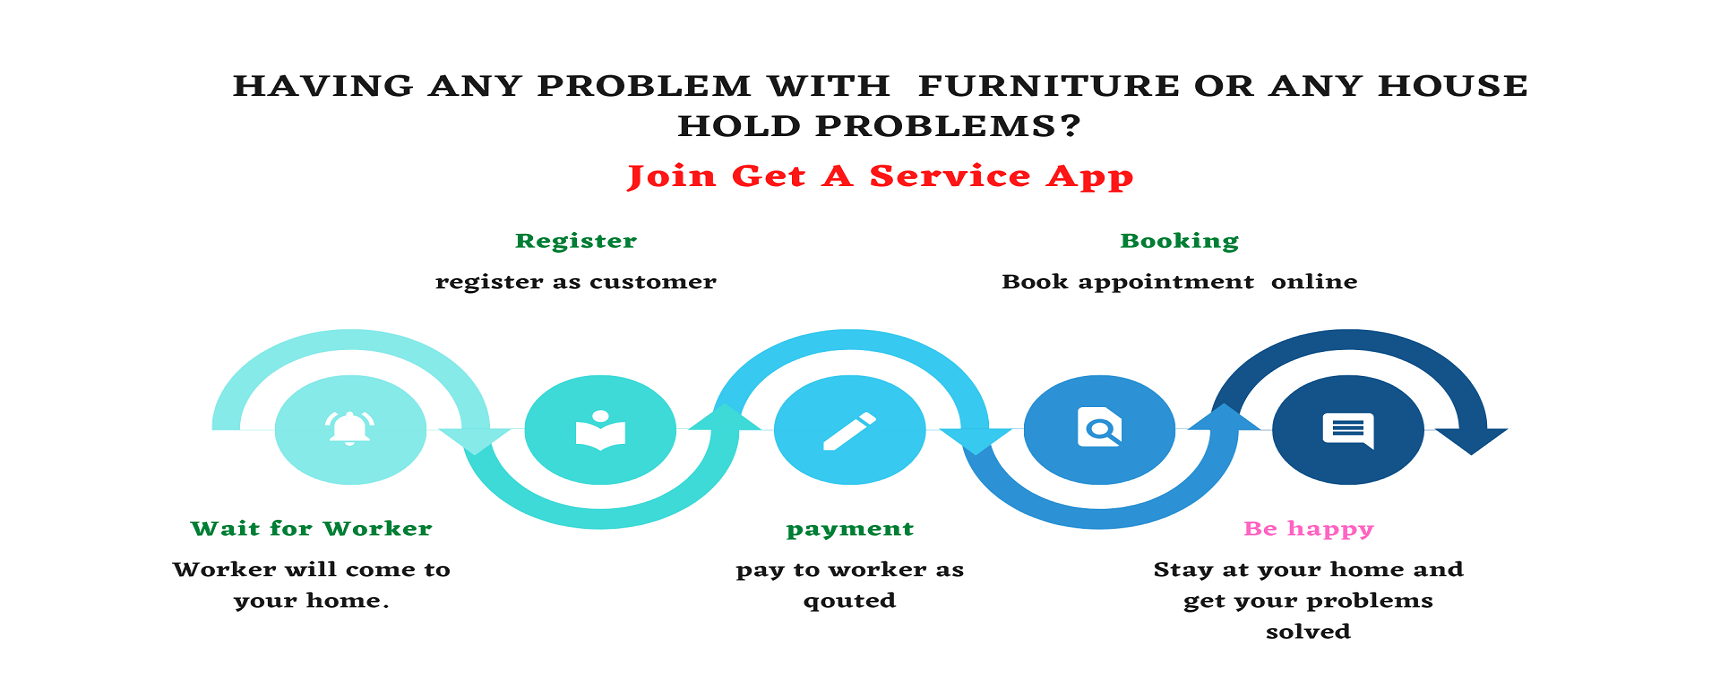 HAVING ANY PROBLEM WITH FURNITURE OR ANY HOUSE
HOLD PROBLEMS?
Join Get A Service App
Register
register as customer
Booking
Book appointment online
Wait for Worker
Worker will come to
your home.
payment
pay to worker as
qouted
Be happy
Stay at your home and
get your problems
solved